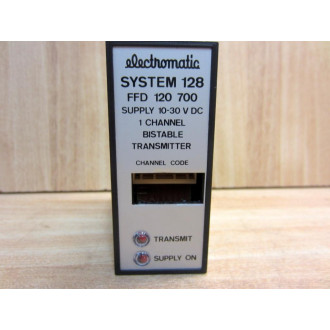 electromatic
SYSTEM 128
FFD 120 700
SUPPLY 10-30 V DC
1 CHANNEL
BISTABLE
TRANSMITTER
CHANNEL CODE
TRANSMIT
SUPPLY ON